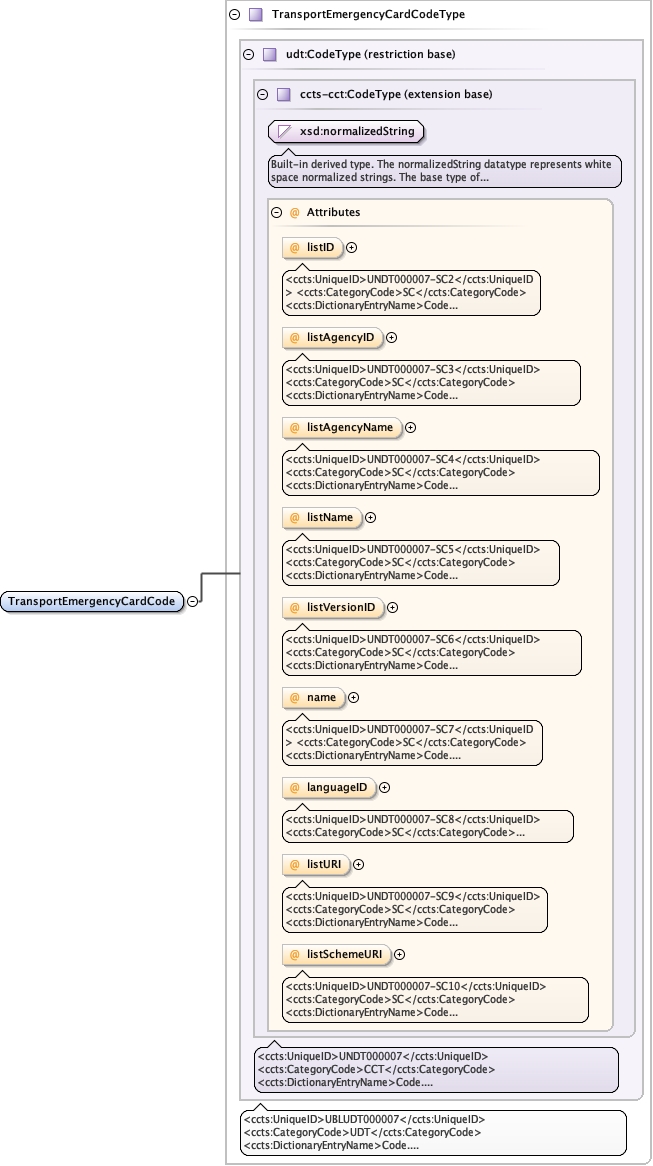 TransportEmergencyCardCodeType
udt:CodeType (restriction base)
ccts-cct:CodeType (extension base)
xsd:normalizedString
Built-in derived type. The normalizedString datatype represents white
space normalized strings. The base type of...
@ Attributes
@ listID
<ccts:UniqueID>UNDT000007-SC2</ccts:UniqueID
> <ccts:CategoryCode>SC</ccts:CategoryCode>
<ccts:DictionaryEntryName>Code...
@ listAgencyID
<ccts:UniqueID>UNDT000007-SC3</ccts:UniqueID>
<ccts:CategoryCode>SC</ccts:CategoryCode>
<ccts:DictionaryEntryName>Code...
@ listAgencyName
<ccts:UniqueID>UNDT000007-SC4</ccts:UniqueID>
<ccts:CategoryCode>SC</ccts:CategoryCode>
<ccts:DictionaryEntryName>Code...
@ listName
<ccts:UniqueID>UNDT000007-SC5</ccts:UniqueID>
<ccts:CategoryCode>SC</ccts:CategoryCode>
<ccts:DictionaryEntryName>Code...
TransportEmergencyCardCode
@ listVersionID
<ccts:UniqueID>UNDT000007-SC6</ccts:UniqueID>
<ccts:CategoryCode>SC</ccts:CategoryCode>
<ccts:DictionaryEntryName>Code...
@ name
<ccts:UniqueID>UNDT000007-SC7</ccts:UniqueID
> <ccts:CategoryCode>SC</ccts:CategoryCode>
<ccts:DictionaryEntryName>Code....
@ languageID
<ccts:UniqueID>UNDT000007-SC8</ccts:UniqueID>
<ccts:CategoryCode>SC</ccts:CategoryCode>...
@ listURI
<ccts:UniqueID>UNDT000007-SC9</ccts:UniqueID>
<ccts:CategoryCode>SC</ccts:CategoryCode>
<ccts:DictionaryEntryName>Code...
@ listSchemeURI
<ccts:UniqueID>UNDT000007-SC10</ccts:UniqueID>
<ccts:CategoryCode>SC</ccts:CategoryCode>
<ccts:DictionaryEntryName>Code...
<ccts:UniqueID>UNDT000007</ccts:UniqueID>
<ccts:CategoryCode>CCT</ccts:CategoryCode>
<ccts:DictionaryEntryName>Code....
<ccts:UniqueID>UBLUDT000007</ccts:UniqueID>
<ccts:CategoryCode>UDT</ccts:CategoryCode>
<ccts:DictionaryEntryName>Code....